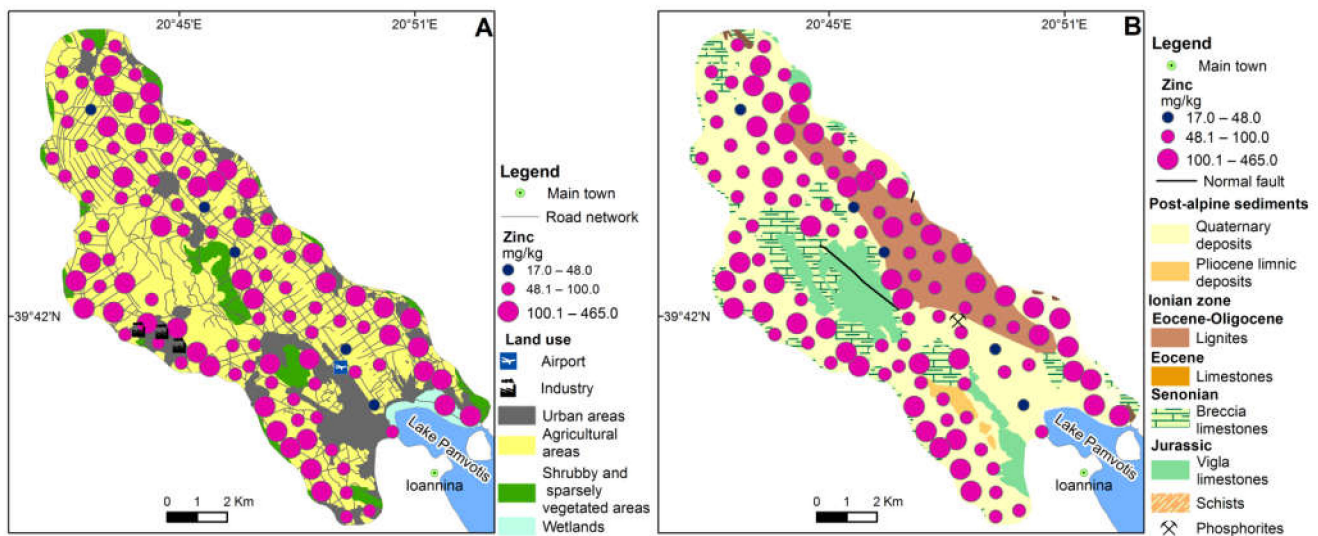 20°45'E
20°51'E
A
39°42'N
Legend
Main town
Road network
Zinc
mg/kg
17.0 – 48.0
48.1 – 100.0
100.1 – 465.0
Land use
Airport
Industry
Urban areas
Agricultural
areas
Shrubby and
sparsely
vegetated areas
Wetlands
Lake Pamvotis
Ioannina
0 1 2 Km
20°45'E
20°51'E
B
39°42'N
Legend
Main town
Zinc
mg/kg
17.0 – 48.0
48.1 – 100.0
100.1 – 465.0
Normal fault
Post-alpine sediments
Quaternary
deposits
Pliocene limnic
deposits
Ionian zone
Eocene-Oligocene
Lignites
Eocene
Limestones
Senonian
Breccia
limestones
Jurassic
Vigla
limestones
Schists
Phosphorites
Lake Pamvotis
Ioannina
0 1 2 Km